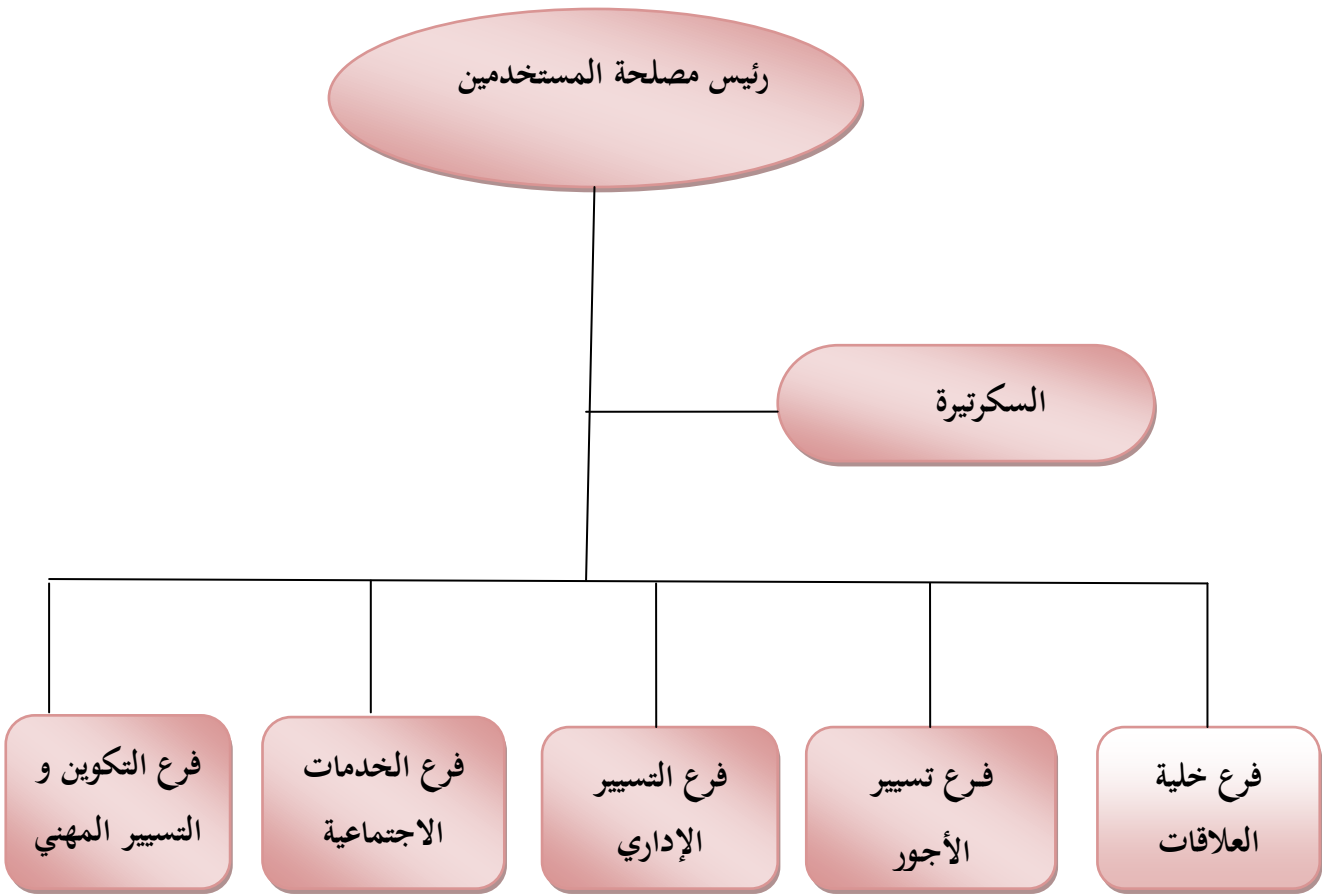 رئيس مصلحة المستخدمين
السكرتيرة
فرع خلية
العلاقات
فرع تسيير
الأجور
فرع التسيير
الإداري
فرع الخدمات
الاجتماعية
فرع التكوين و
التسيير المهني